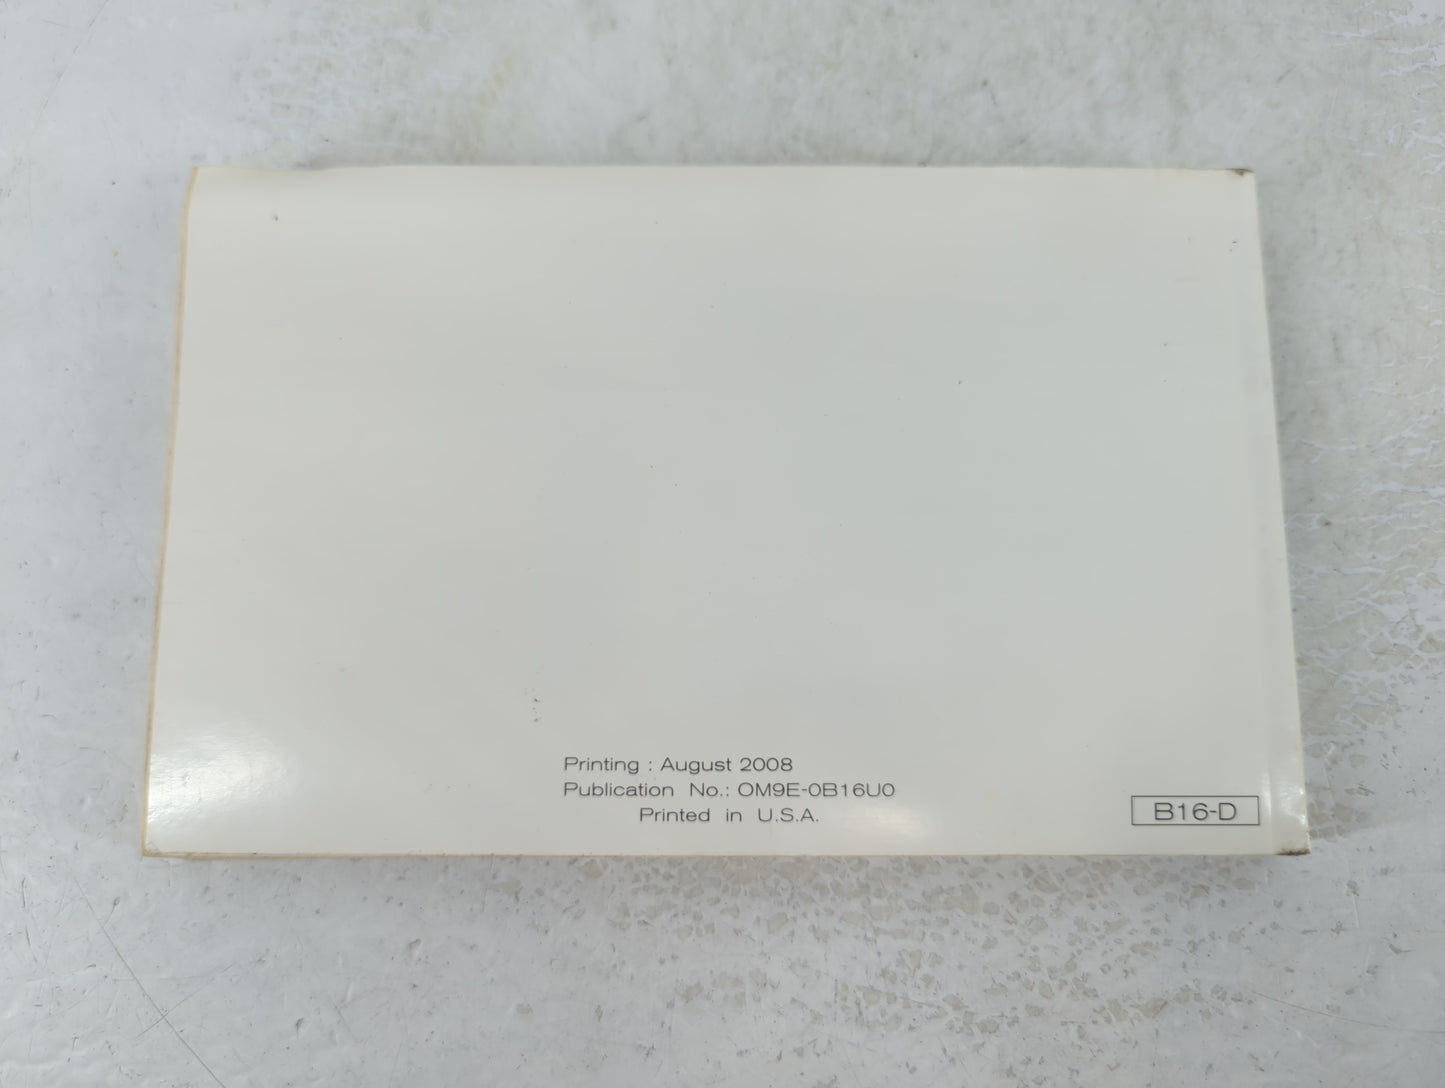 Printing : August 2008
Publication No.: OM9E-0B16U0
Printed in U.S.A.
B16-D